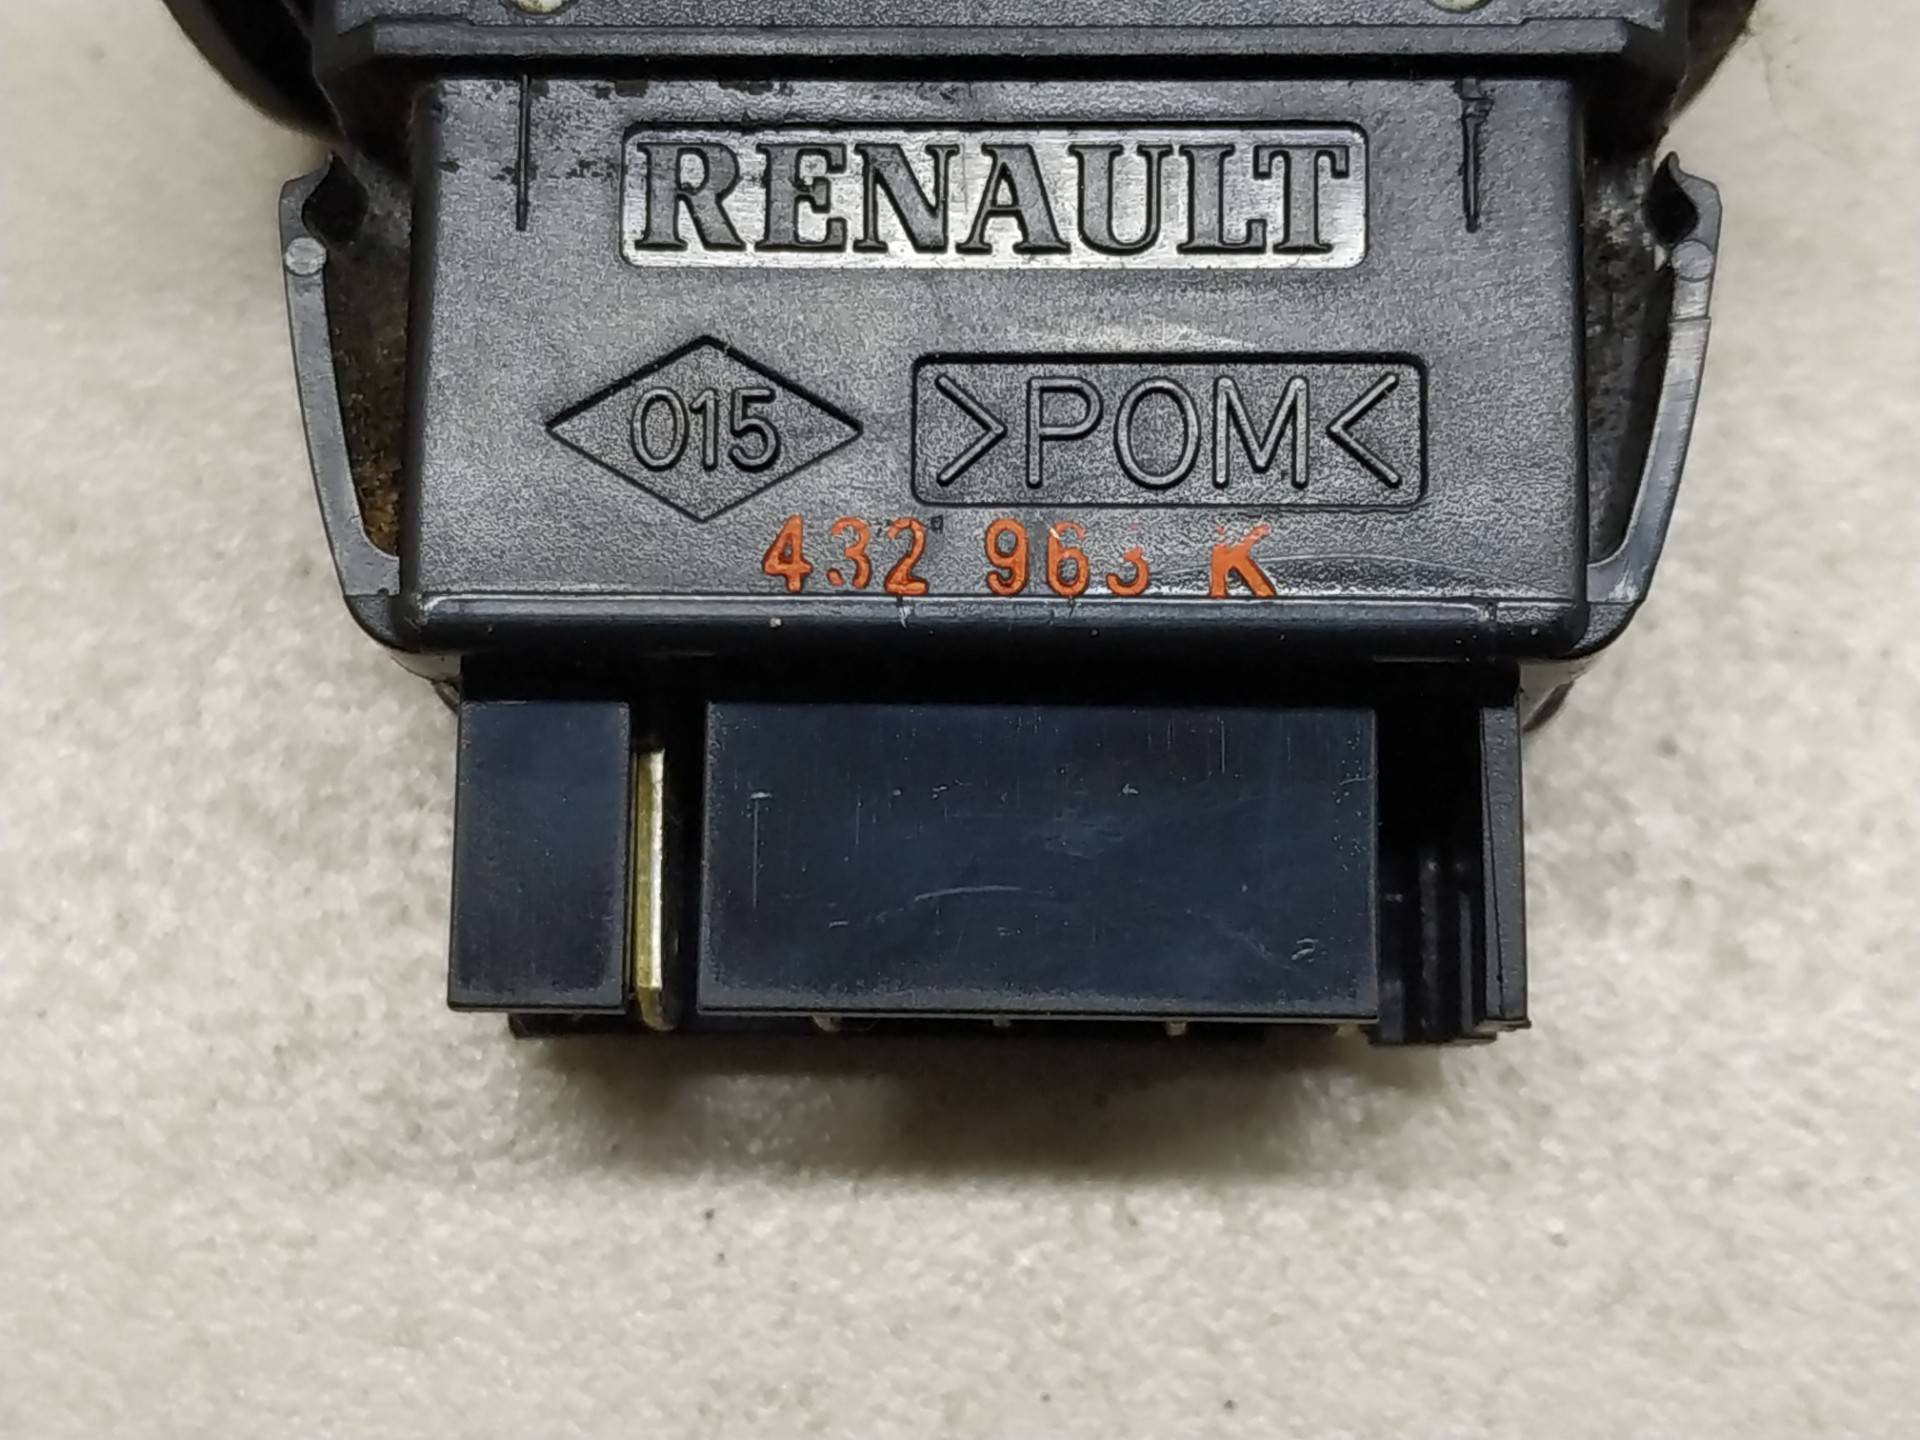 RENAULT
015
>POM<
432 963 K